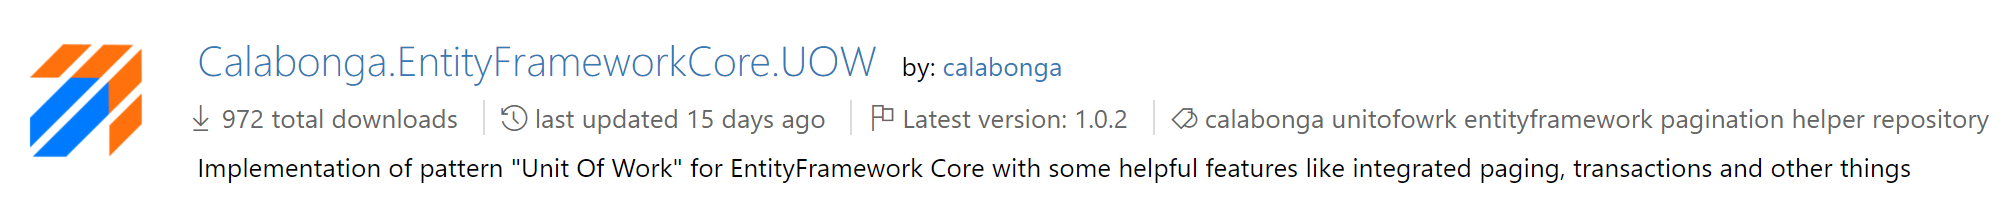 Calabonga.EntityFrameworkCore.UOW by: calabonga
972 total downloads last updated 15 days ago Latest version: 1.0.2 calabonga unitofowrk entityframework pagination helper repository
Implementation of pattern "Unit Of Work" for EntityFramework Core with some helpful features like integrated paging, transactions and other things